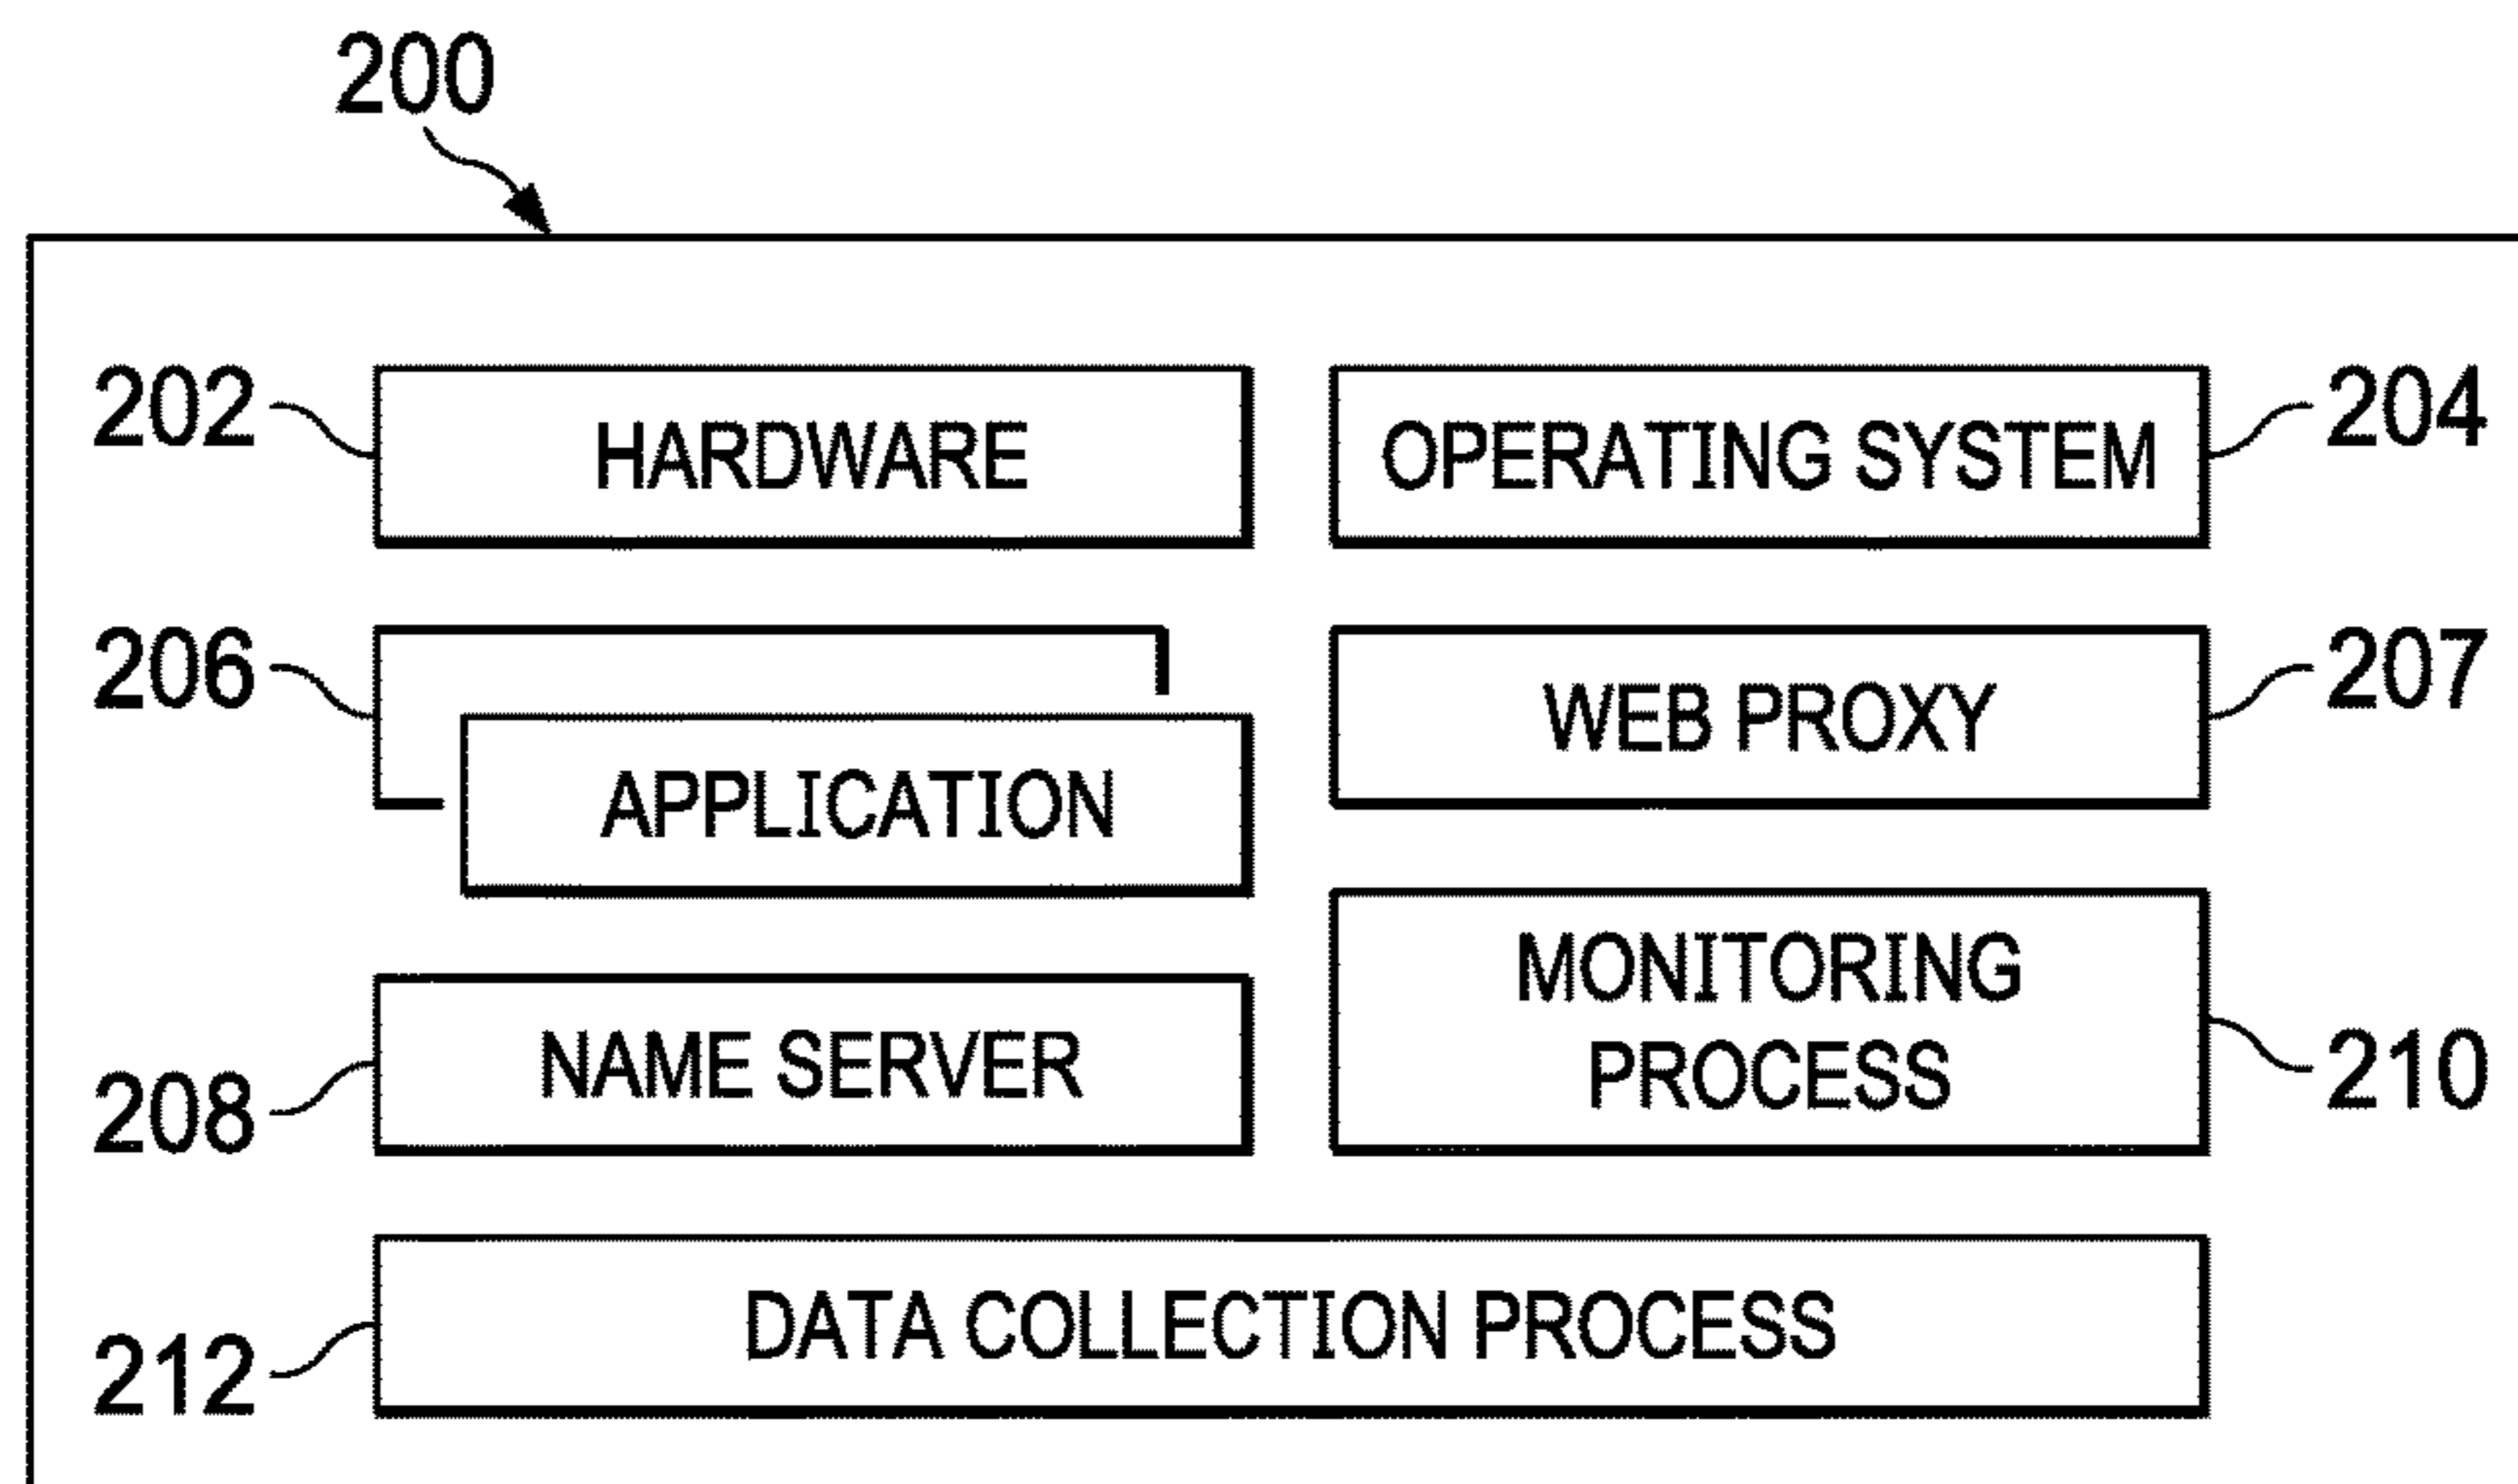 200
202 HARDWARE OPERATING SYSTEM 204
206 APPLICATION WEB PROXY 207
208 NAME SERVER MONITORING
PROCESS 210
212 DATA COLLECTION PROCESS